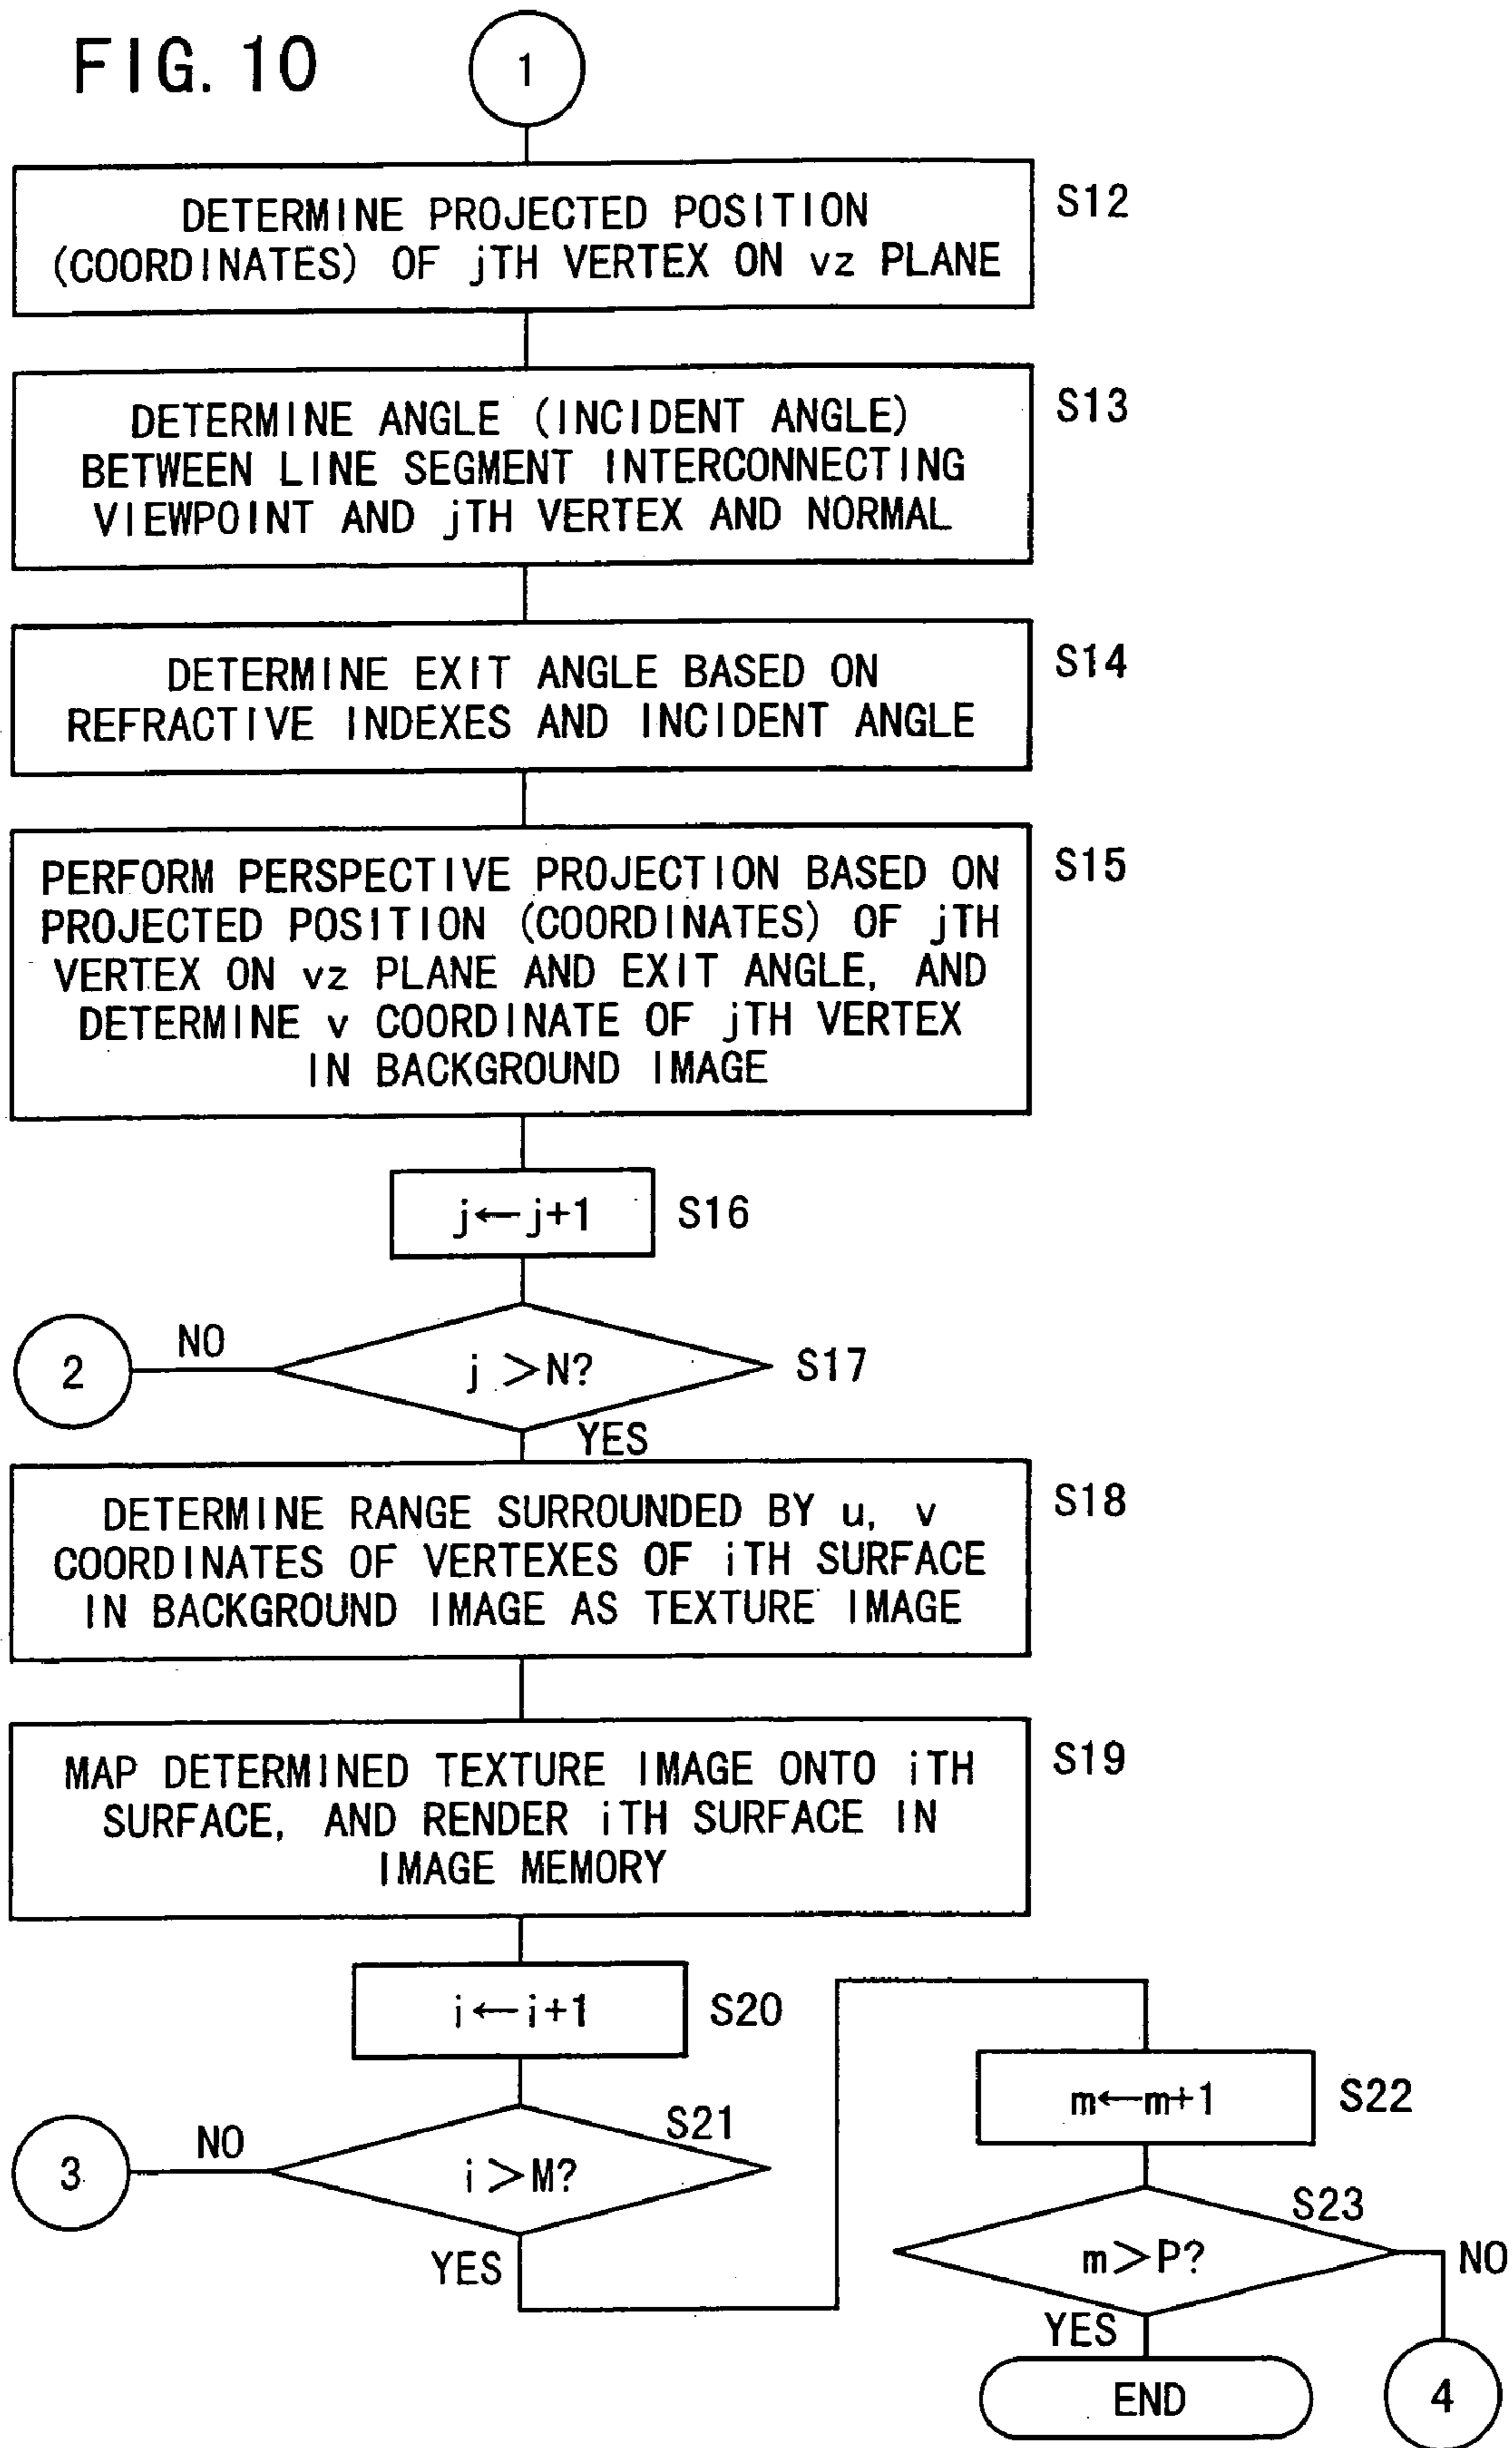 FIG. 10
1
DETERMINE PROJECTED POSITION
(COORDINATES) OF jTH VERTEX ON vz PLANE
S12
DETERMINE ANGLE (INCIDENT ANGLE)
BETWEEN LINE SEGMENT INTERCONNECTING
VIEWPOINT AND jTH VERTEX AND NORMAL
S13
DETERMINE EXIT ANGLE BASED ON
REFRACTIVE INDEXES AND INCIDENT ANGLE
S14
PERFORM PERSPECTIVE PROJECTION BASED ON
PROJECTED POSITION (COORDINATES) OF jTH
VERTEX ON vz PLANE AND EXIT ANGLE, AND
DETERMINE v COORDINATE OF jTH VERTEX
IN BACKGROUND IMAGE
S15
j←j+1
S16
2
NO
j >N?
S17
YES
DETERMINE RANGE SURROUNDED BY u, v
COORDINATES OF VERTEXES OF iTH SURFACE
IN BACKGROUND IMAGE AS TEXTURE IMAGE
S18
MAP DETERMINED TEXTURE IMAGE ONTO iTH
SURFACE, AND RENDER iTH SURFACE IN
IMAGE MEMORY
S19
i←i+1
S20
3
NO
i >M?
S21
YES
m←m+1
S22
m>P?
S23
NO
YES
END
4